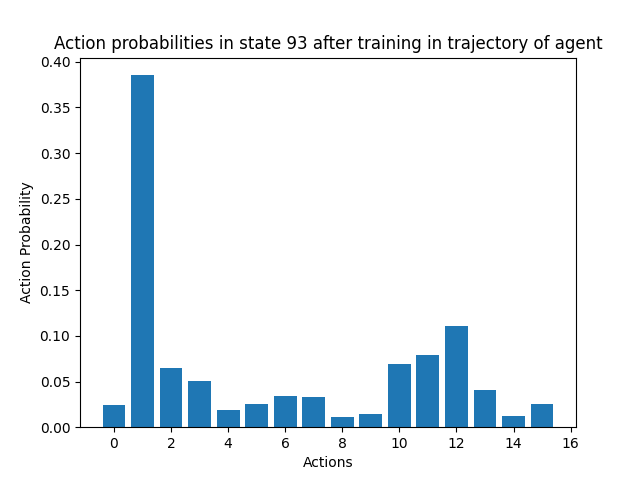 Action probabilities in state 93 after training in trajectory of agent
0.40
0.35
0.30
0.25
0.20
0.15
0.10
0.05
0.00
Action Probability
0 2 4 6 8 10 12 14 16
Actions